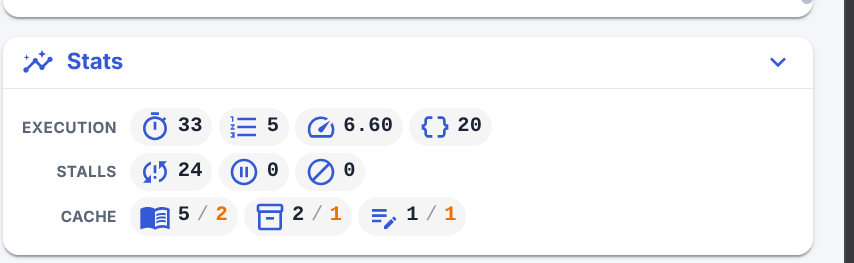 Stats
EXECUTION 33 5 6.60 20
STALLS 24 0 0
CACHE 5 / 2 2 / 1 1 / 1